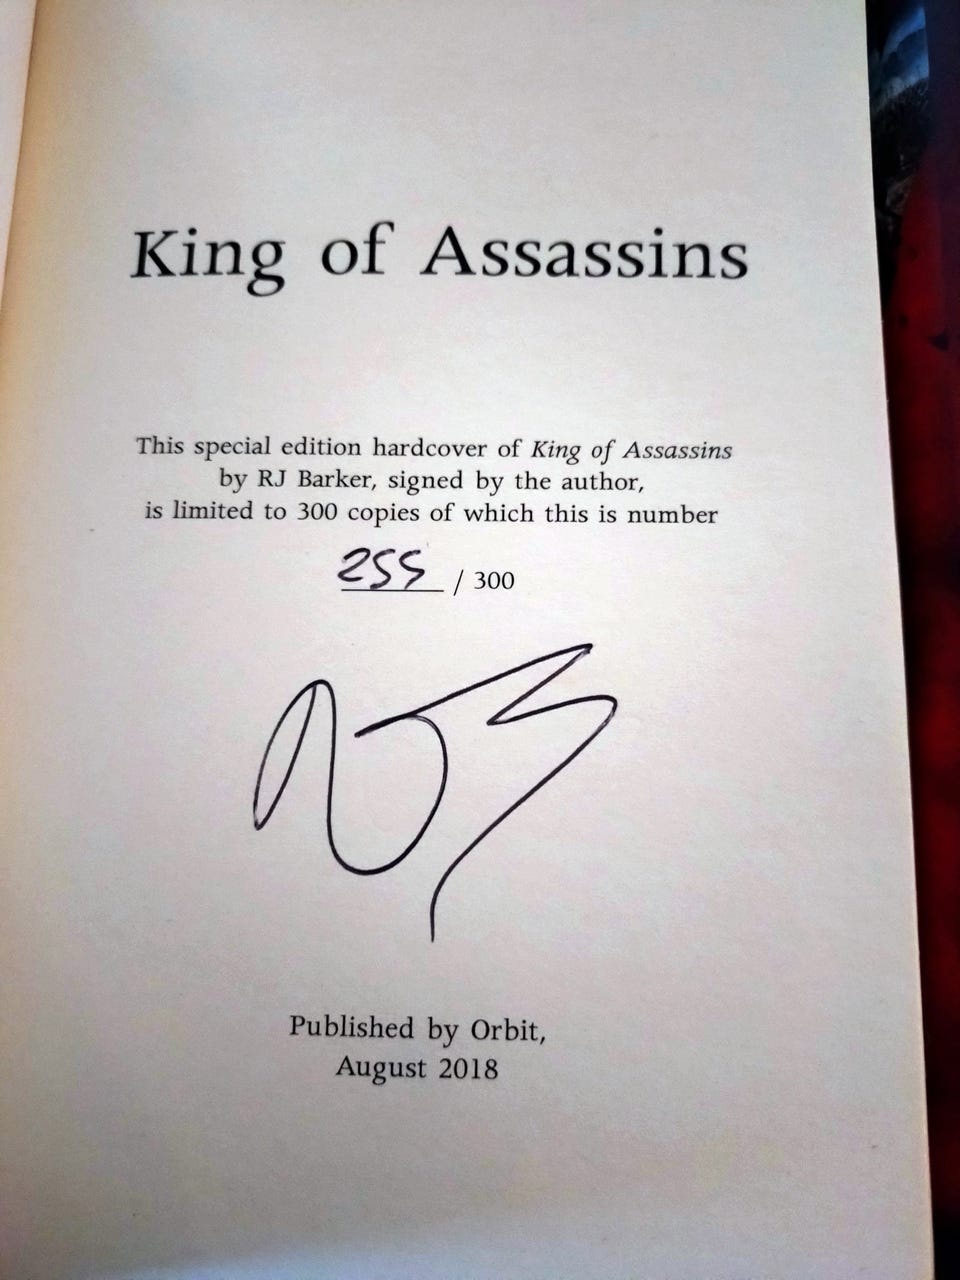 King of Assassins
This special edition hardcover of King of Assassins
by RJ Barker, signed by the author,
is limited to 300 copies of which this is number
255 / 300
Published by Orbit,
August 2018